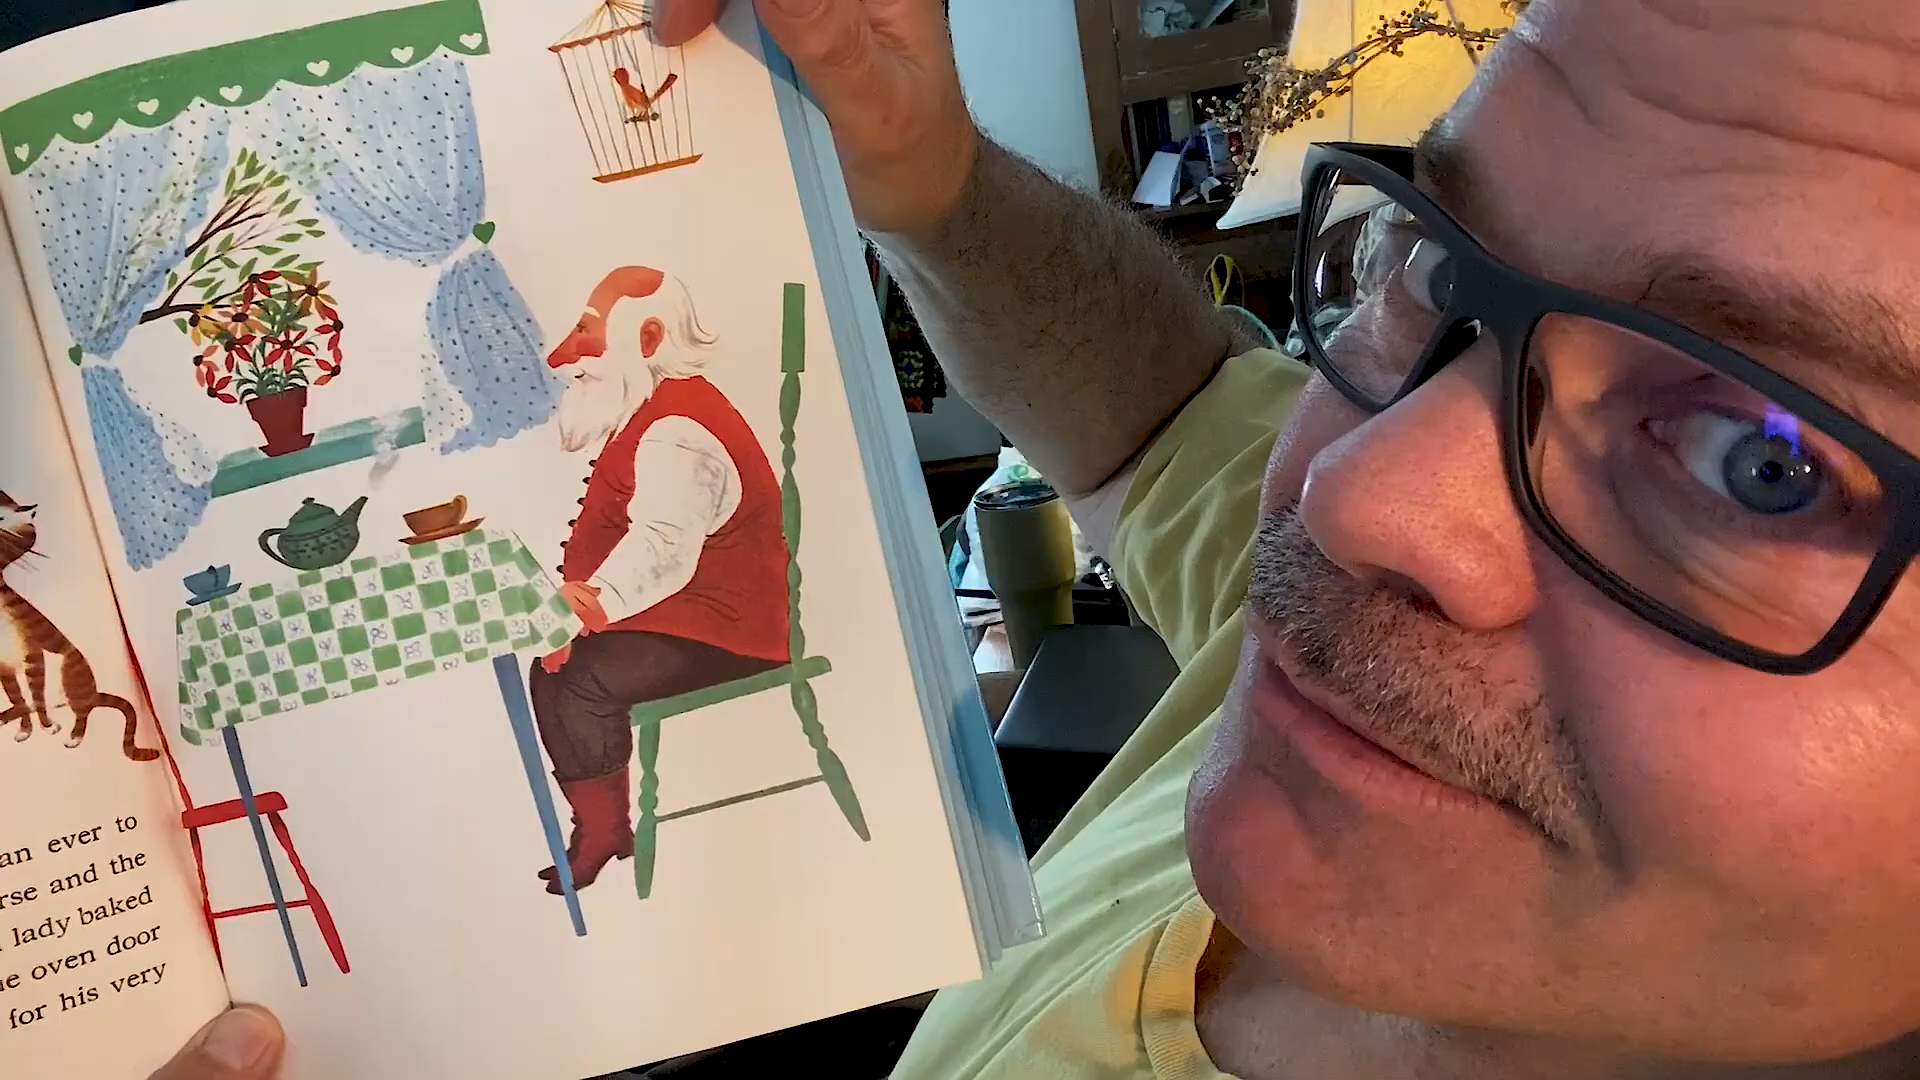 an ever to
rse and the
lady baked
e oven door
for his very